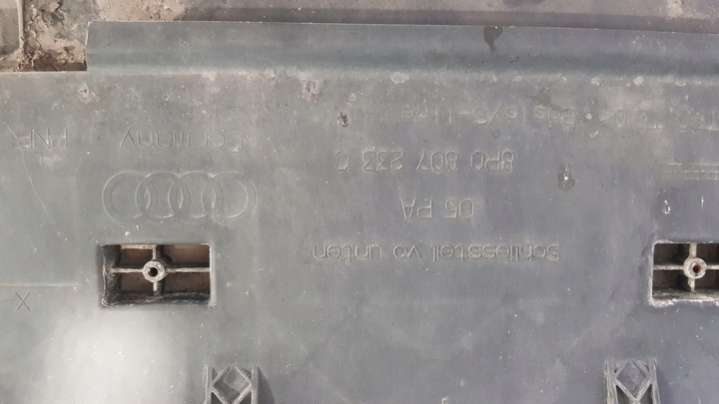 X
Schliessteil vo unten
05 PA
8P0 807 233 C
Germany